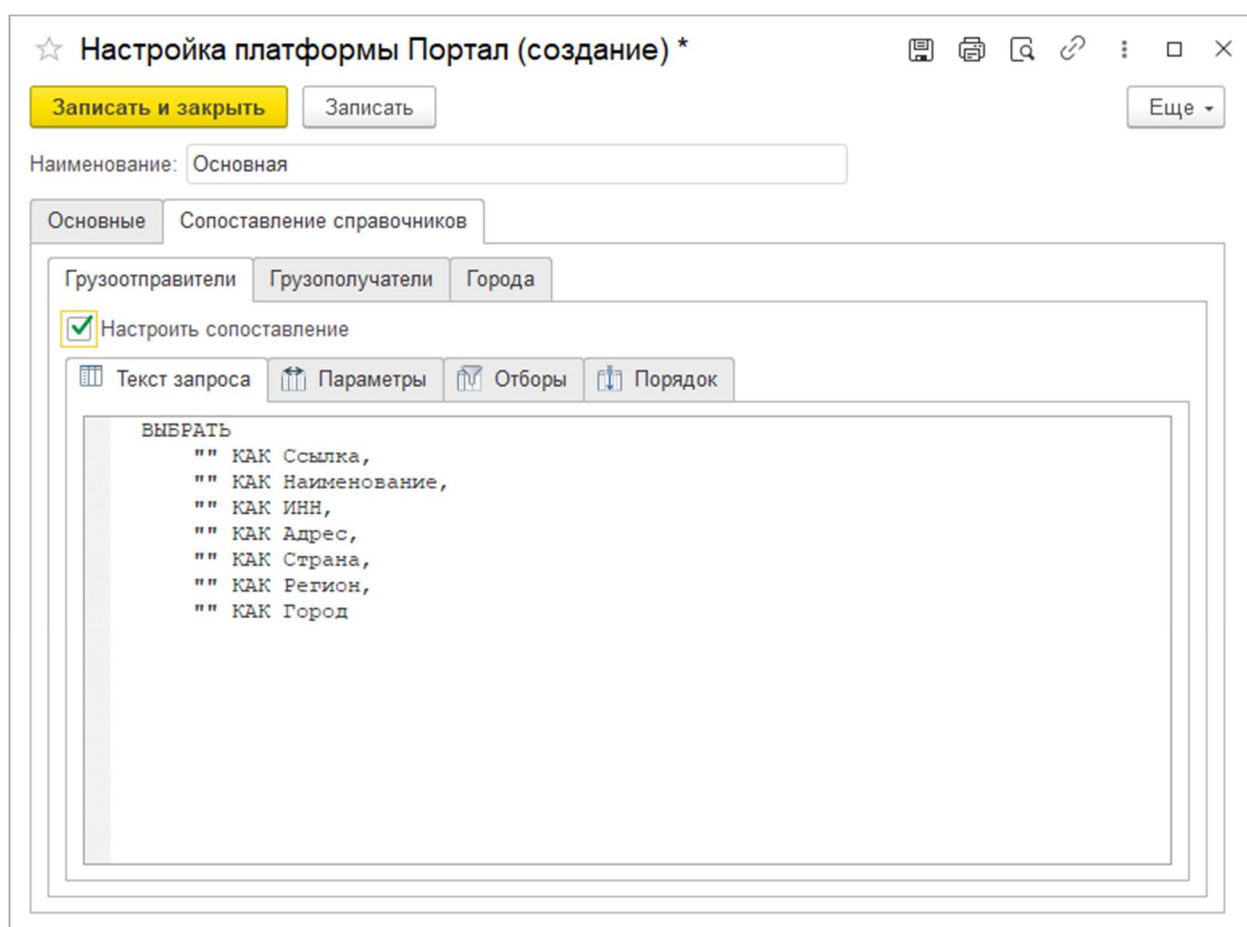 Настройка платформы Портал (создание) *
Записать и закрыть Записать Еще
Наименование: Основная
Основные Сопоставление справочников
Грузоотправители Грузополучатели Города
Настроить сопоставление
Текст запроса Параметры Отборы Порядок
ВЫБРАТЬ
"" КАК Ссылка,
"" КАК Наименование,
"" КАК ИНН,
"" КАК Адрес,
"" КАК Страна,
"" КАК Регион,
"" КАК Город